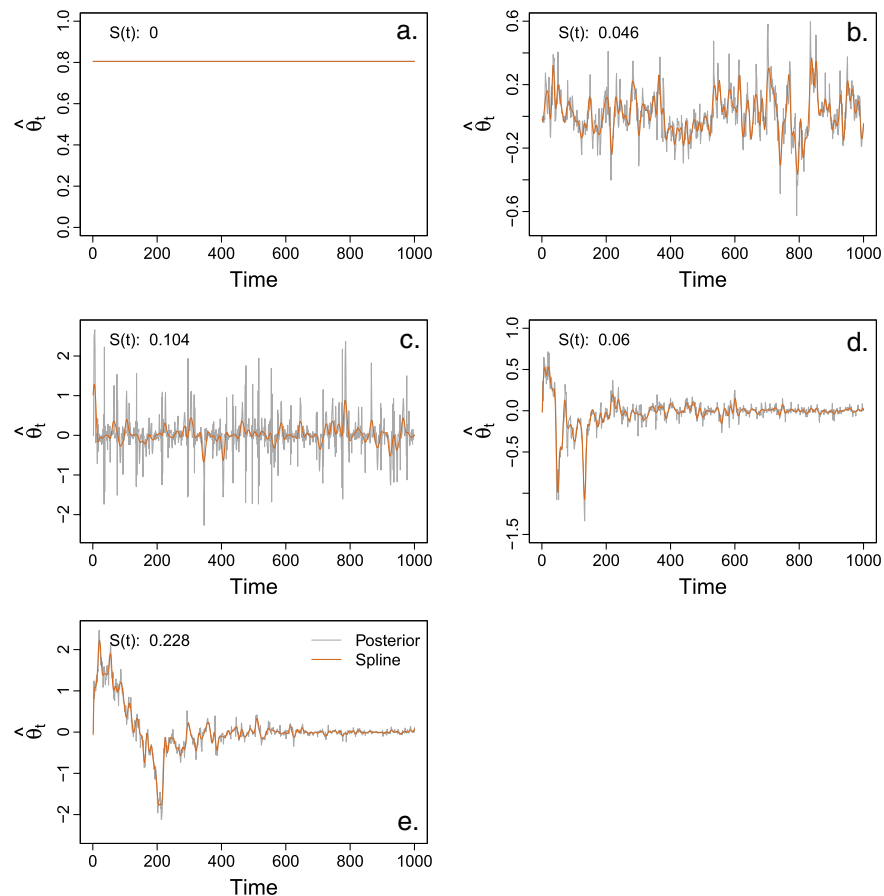 S(t): 0
a.
θ̂t
0.0 0.2 0.4 0.6 0.8 1.0
0 200 400 600 800 1000
Time
S(t): 0.046
b.
θ̂t
−0.6 −0.2 0.2 0.6
0 200 400 600 800 1000
Time
S(t): 0.104
c.
θ̂t
−2 −1 0 1 2
0 200 400 600 800 1000
Time
S(t): 0.06
d.
θ̂t
−1.5 −0.5 0.0 0.5 1.0
0 200 400 600 800 1000
Time
S(t): 0.228
Posterior
Spline
e.
θ̂t
−2 −1 0 1 2
0 200 400 600 800 1000
Time